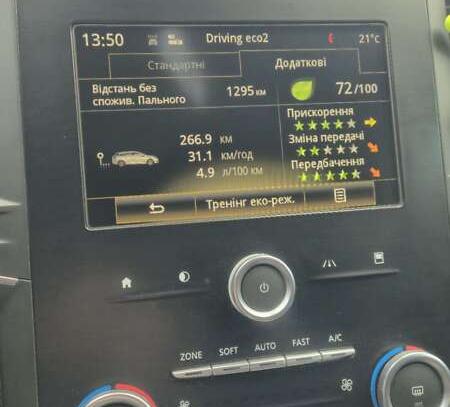 13:50 Driving eco2 21°C
Стандартні Додаткові
Відстань без
спожив. Пального 1295 км
72/100
Прискорення
Зміна передачі
Передбачення
266.9 км
31.1 км/год
4.9 л/100 км
Тренінг еко-реж.
ZONE SOFT AUTO FAST A/C